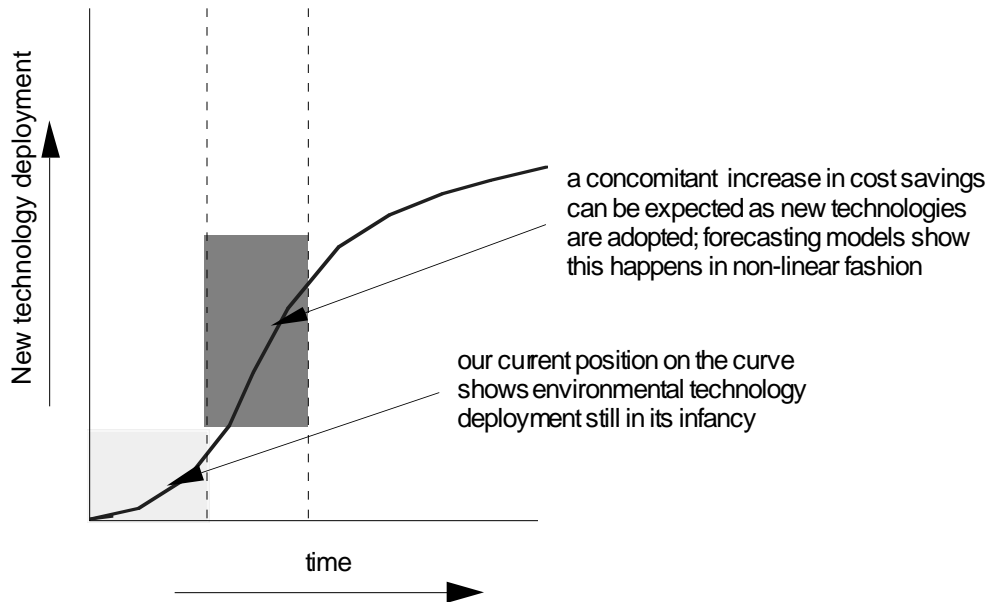 New technology deployment
a concomitant increase in cost savings
can be expected as new technologies
are adopted; forecasting models show
this happens in non-linear fashion
our current position on the curve
shows environmental technology
deployment still in its infancy
time